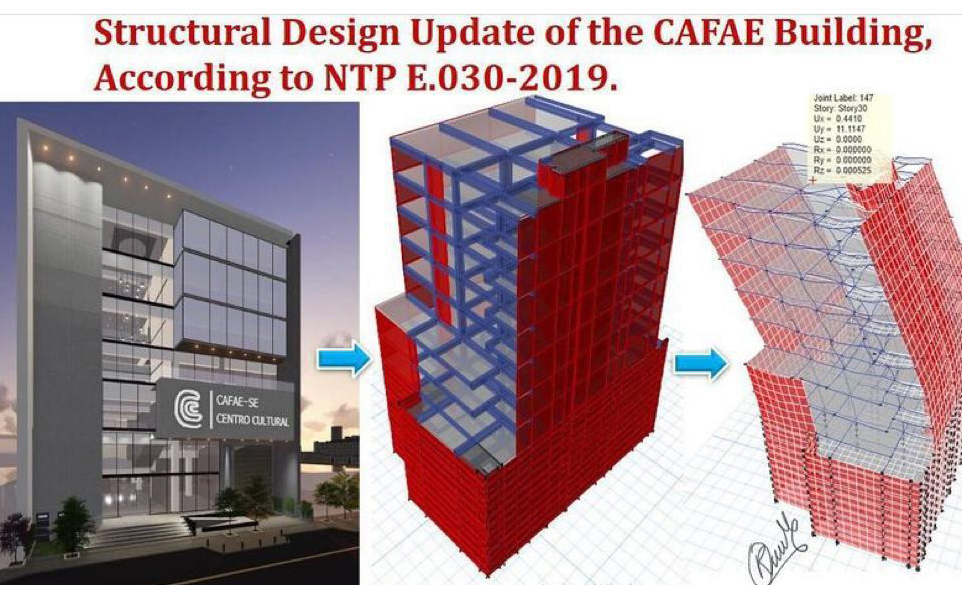 Structural Design Update of the CAFAE Building,
According to NTP E.030-2019.
CAFAE-SE
CENTRO CULTURAL
Joint Label: 147
Story: Story30
Ux = 0.4410
Uy = 11.1147
Uz = 0.0000
Rx = 0.000000
Ry = 0.000000
Rz = 0.000525